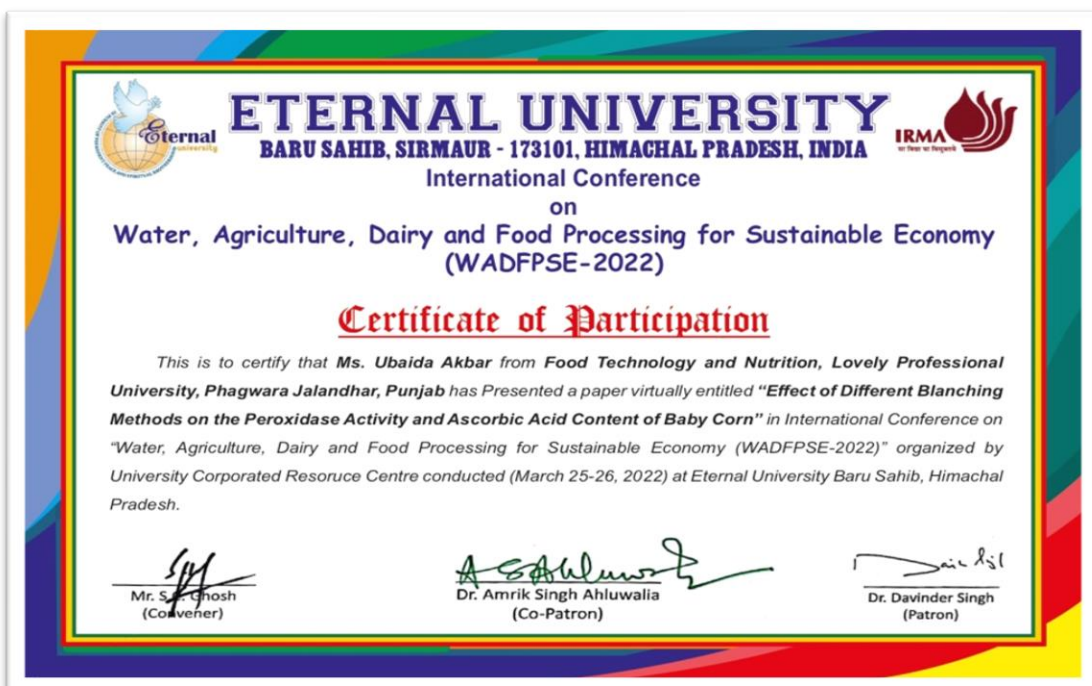 Eternal
university
ETERNAL UNIVERSITY
BARU SAHIB, SIRMAUR - 173101, HIMACHAL PRADESH, INDIA
IRMA
International Conference
on
Water, Agriculture, Dairy and Food Processing for Sustainable Economy
(WADFPSE-2022)
Certificate of Participation
This is to certify that Ms. Ubaida Akbar from Food Technology and Nutrition, Lovely Professional
University, Phagwara Jalandhar, Punjab has Presented a paper virtually entitled “Effect of Different Blanching
Methods on the Peroxidase Activity and Ascorbic Acid Content of Baby Corn” in International Conference on
“Water, Agriculture, Dairy and Food Processing for Sustainable Economy (WADFPSE-2022)” organized by
University Corporated Resoruce Centre conducted (March 25-26, 2022) at Eternal University Baru Sahib, Himachal
Pradesh.
A S Ahluwalia
Mr. S. Ghosh
(Convener)
Dr. Amrik Singh Ahluwalia
(Co-Patron)
Dr. Davinder Singh
(Patron)